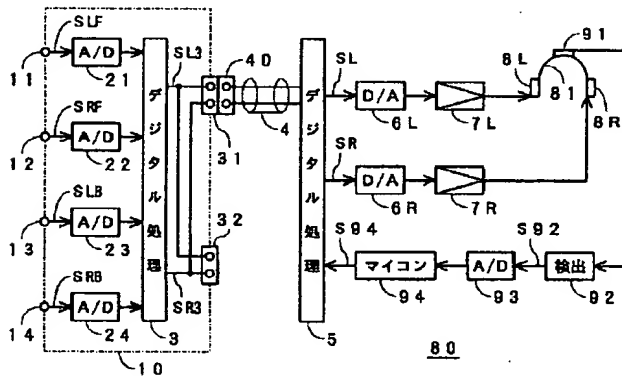 SLF
A/D
11
21
SRF
A/D
12
22
SLB
A/D
13
23
SRB
A/D
14
24
デジタル処理
3
10
SL3
40
31
32
SR3
4
デジタル処理
5
SL
D/A
6L
7L
SR
D/A
6R
7R
91
8L
81
8R
S94
マイコン
94
A/D
93
S92
検出
92
80